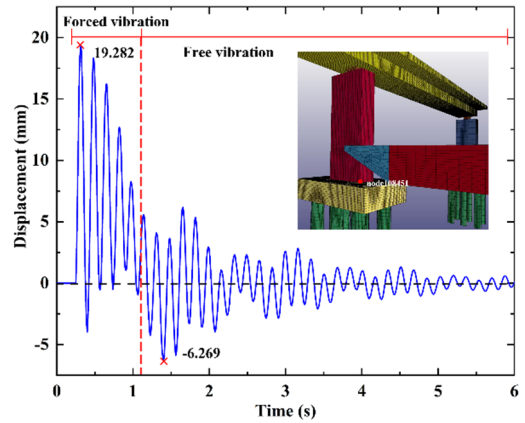 Forced vibration
Free vibration
19.282
-6.269
Displacement (mm)
20
15
10
5
0
-5
0 1 2 3 4 5 6
Time (s)